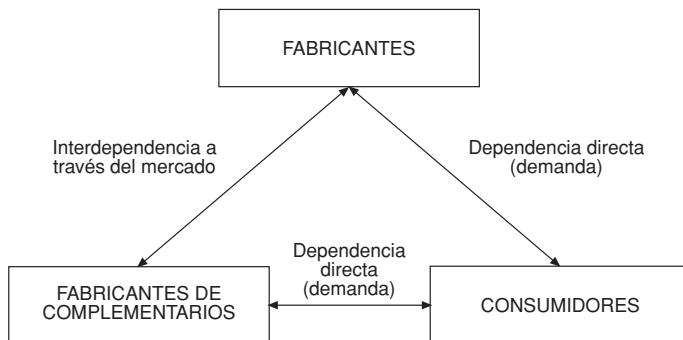 FABRICANTES
Interdependencia a
través del mercado
Dependencia directa
(demanda)
Dependencia
directa
(demanda)
FABRICANTES DE
COMPLEMENTARIOS
CONSUMIDORES